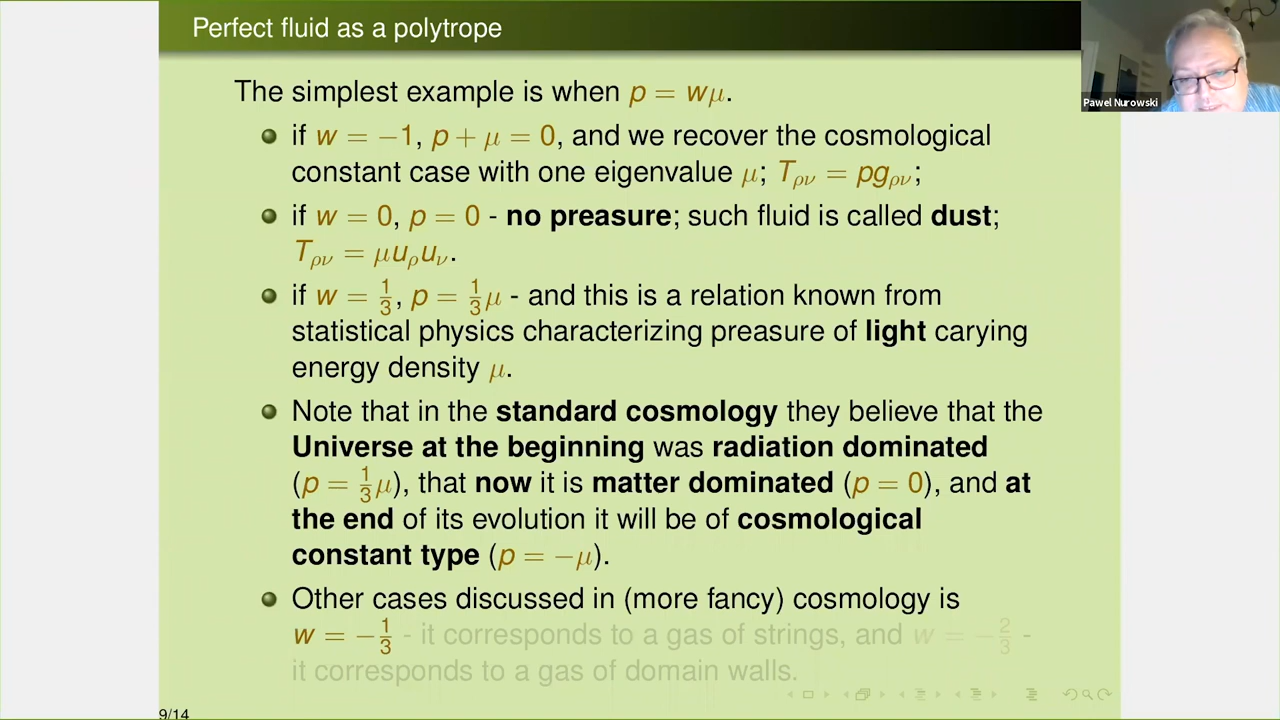 Perfect fluid as a polytrope
Pawel Nurowski
The simplest example is when p = wμ.
if w = −1, p + μ = 0, and we recover the cosmological
constant case with one eigenvalue μ; Tρν = pgρν;
if w = 0, p = 0 - no preasure; such fluid is called dust;
Tρν = μuρuν.
if w = 1/3, p = 1/3μ - and this is a relation known from
statistical physics characterizing preasure of light carying
energy density μ.
Note that in the standard cosmology they believe that the
Universe at the beginning was radiation dominated
(p = 1/3μ), that now it is matter dominated (p = 0), and at
the end of its evolution it will be of cosmological
constant type (p = −μ).
Other cases discussed in (more fancy) cosmology is
w = −1/3 - it corresponds to a gas of strings, and w = −2/3 -
it corresponds to a gas of domain walls.
9/14